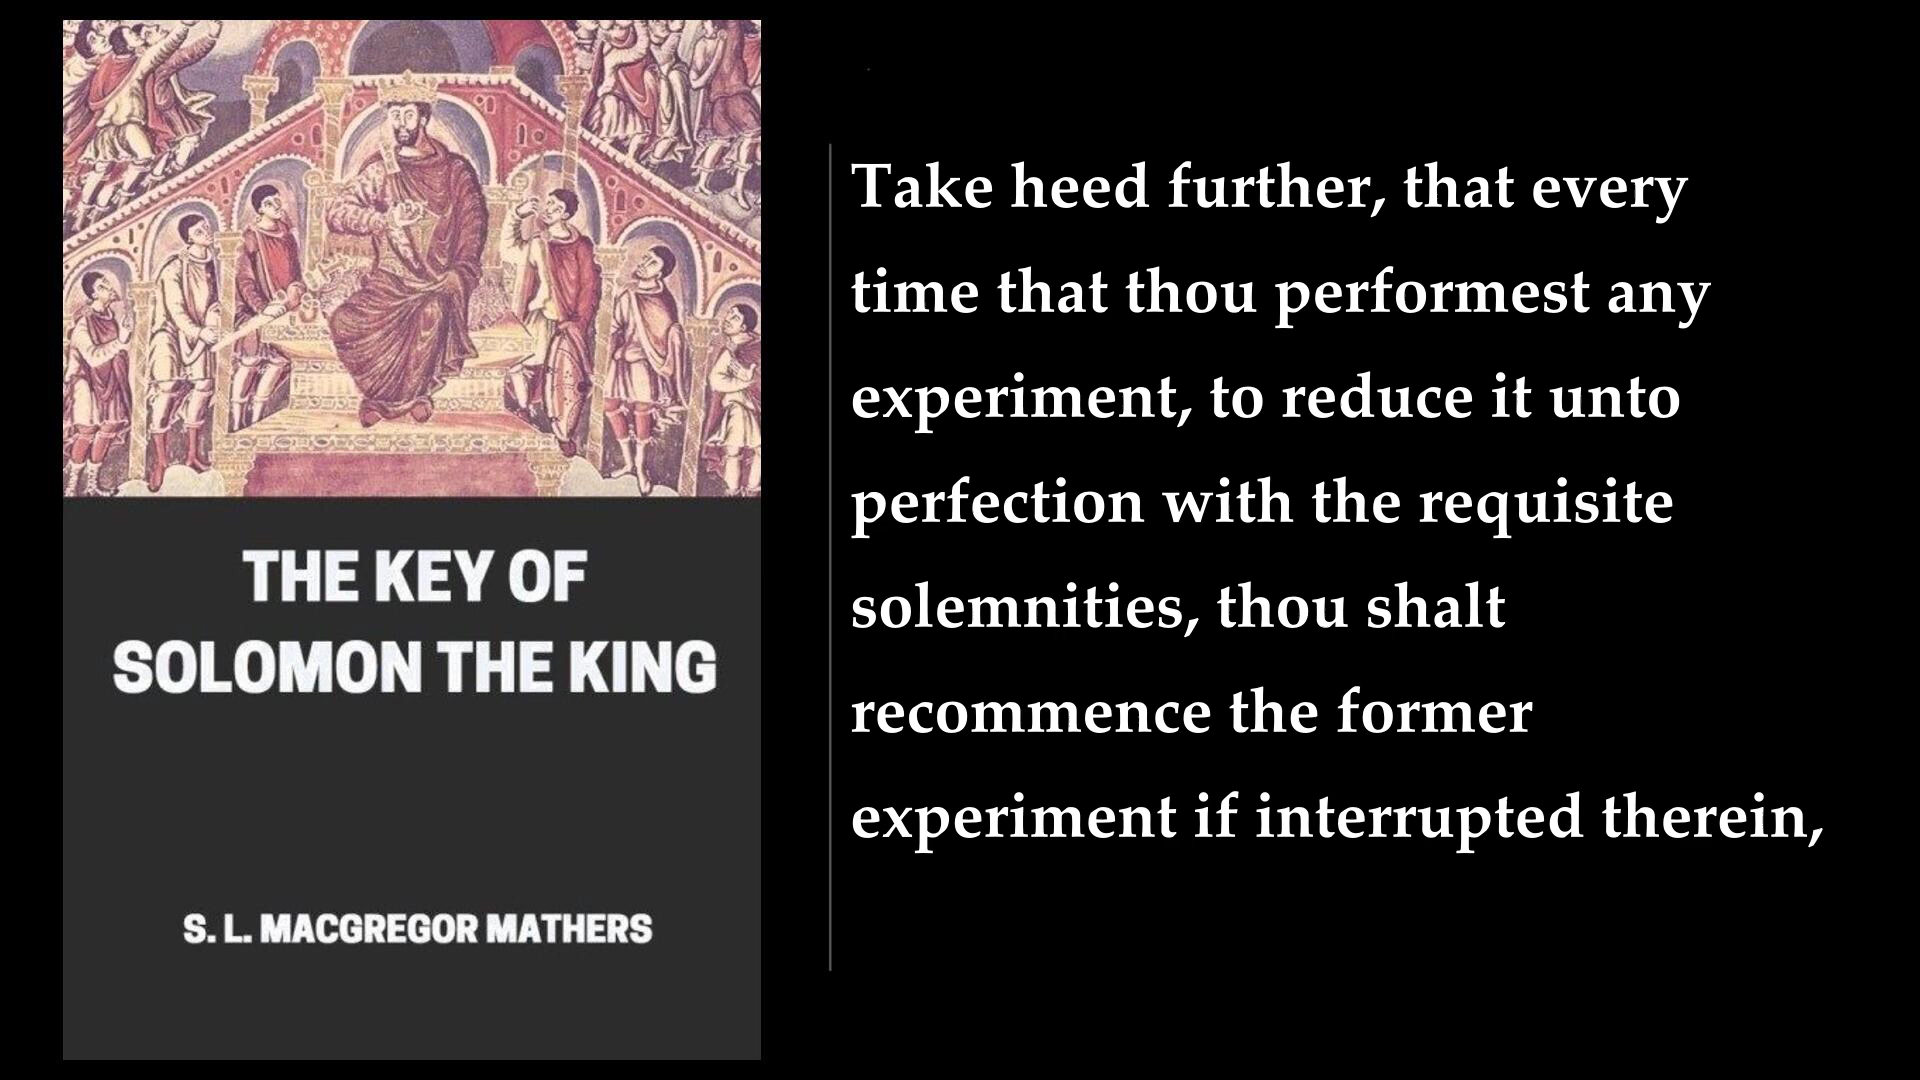 THE KEY OF
SOLOMON THE KING
S. L. MACGREGOR MATHERS
Take heed further, that every
time that thou performest any
experiment, to reduce it unto
perfection with the requisite
solemnities, thou shalt
recommence the former
experiment if interrupted therein,